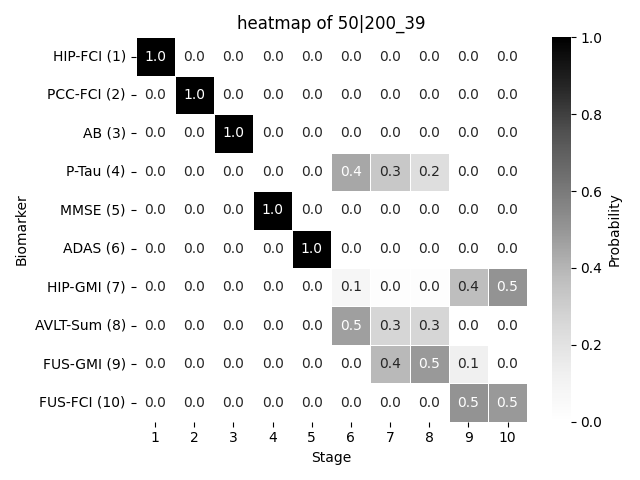 heatmap of 50|200_39
HIP-FCI (1) 1.0 0.0 0.0 0.0 0.0 0.0 0.0 0.0 0.0 0.0
PCC-FCI (2) 0.0 1.0 0.0 0.0 0.0 0.0 0.0 0.0 0.0 0.0
AB (3) 0.0 0.0 1.0 0.0 0.0 0.0 0.0 0.0 0.0 0.0
P-Tau (4) 0.0 0.0 0.0 0.0 0.0 0.4 0.3 0.2 0.0 0.0
MMSE (5) 0.0 0.0 0.0 1.0 0.0 0.0 0.0 0.0 0.0 0.0
ADAS (6) 0.0 0.0 0.0 0.0 1.0 0.0 0.0 0.0 0.0 0.0
HIP-GMI (7) 0.0 0.0 0.0 0.0 0.0 0.1 0.0 0.0 0.4 0.5
AVLT-Sum (8) 0.0 0.0 0.0 0.0 0.0 0.5 0.3 0.3 0.0 0.0
FUS-GMI (9) 0.0 0.0 0.0 0.0 0.0 0.0 0.4 0.5 0.1 0.0
FUS-FCI (10) 0.0 0.0 0.0 0.0 0.0 0.0 0.0 0.0 0.5 0.5
1 2 3 4 5 6 7 8 9 10
Stage
Biomarker
1.0
0.8
0.6
0.4
0.2
0.0
Probability